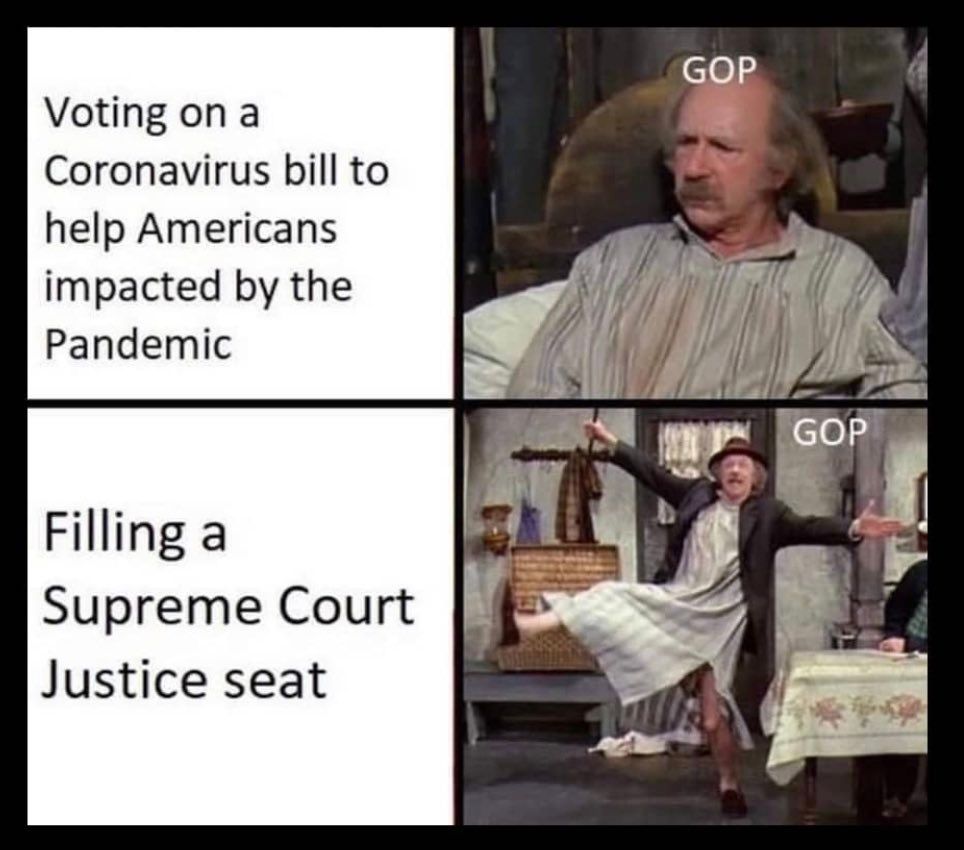 Voting on a
Coronavirus bill to
help Americans
impacted by the
Pandemic
GOP
Filling a
Supreme Court
Justice seat
GOP